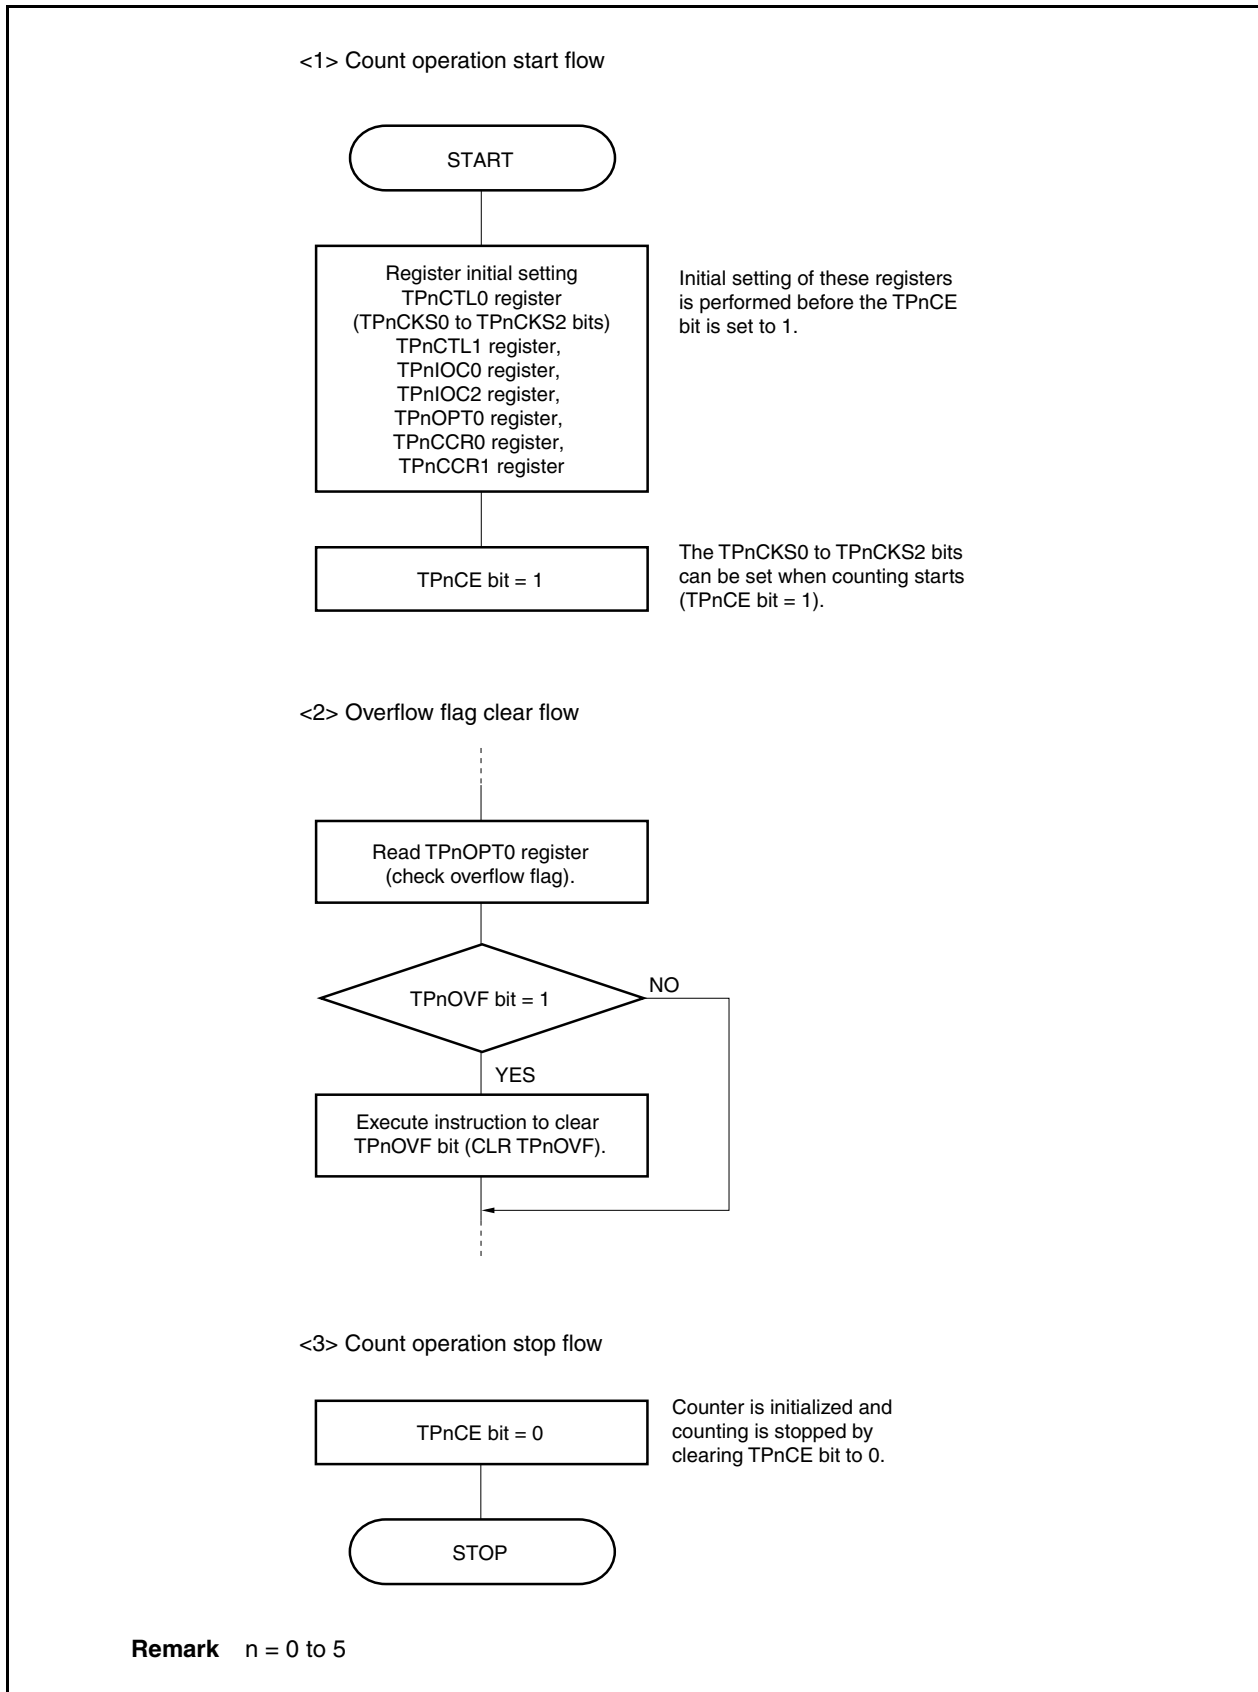 <1> Count operation start flow
START
Register initial setting
TPnCTL0 register
(TPnCKS0 to TPnCKS2 bits)
TPnCTL1 register,
TPnIOC0 register,
TPnIOC2 register,
TPnOPT0 register,
TPnCCR0 register,
TPnCCR1 register
Initial setting of these registers
is performed before the TPnCE
bit is set to 1.
TPnCE bit = 1
The TPnCKS0 to TPnCKS2 bits
can be set when counting starts
(TPnCE bit = 1).
<2> Overflow flag clear flow
Read TPnOPT0 register
(check overflow flag).
TPnOVF bit = 1
NO
YES
Execute instruction to clear
TPnOVF bit (CLR TPnOVF).
<3> Count operation stop flow
TPnCE bit = 0
Counter is initialized and
counting is stopped by
clearing TPnCE bit to 0.
STOP
Remark n = 0 to 5